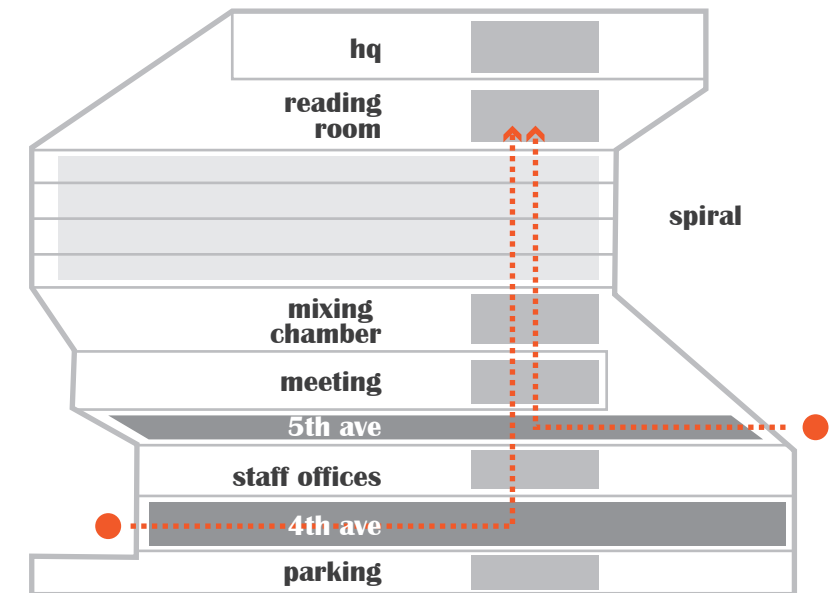 hq
reading
room
spiral
mixing
chamber
meeting
5th ave
staff offices
4th ave
parking